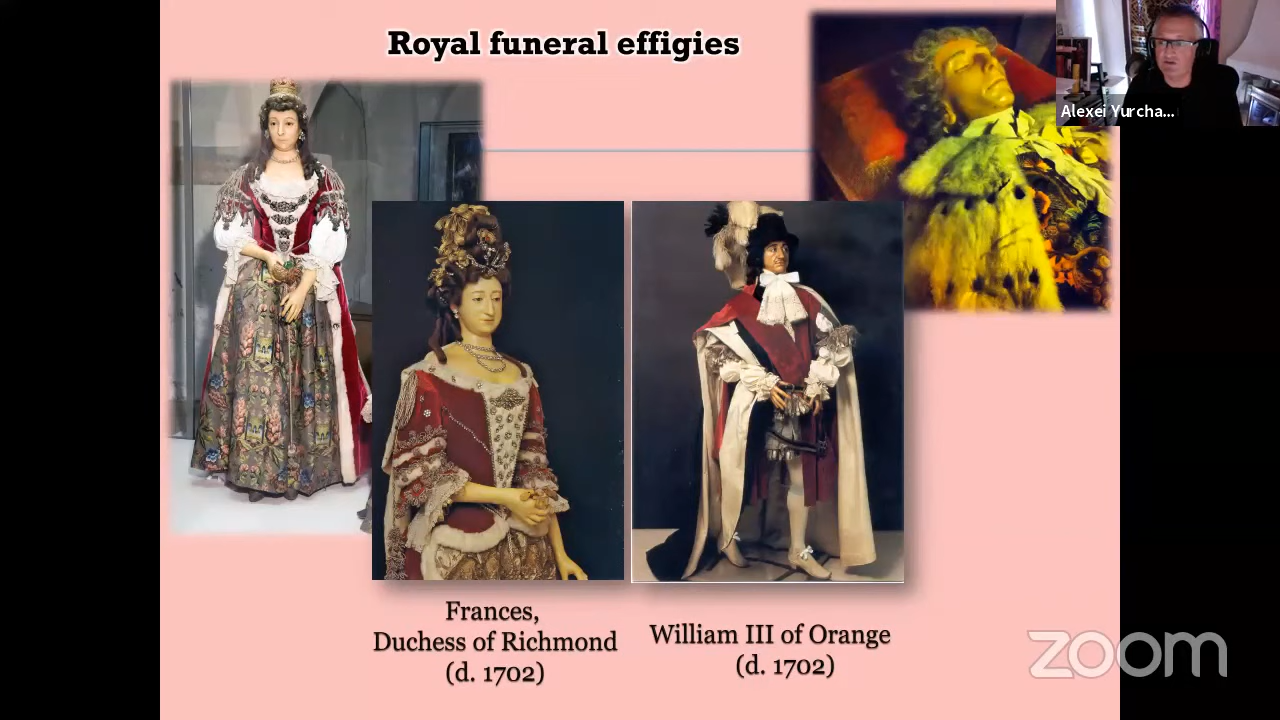 Royal funeral effigies
Alexei Yurcha...
Frances,
Duchess of Richmond
(d. 1702)
William III of Orange
(d. 1702)
zoom